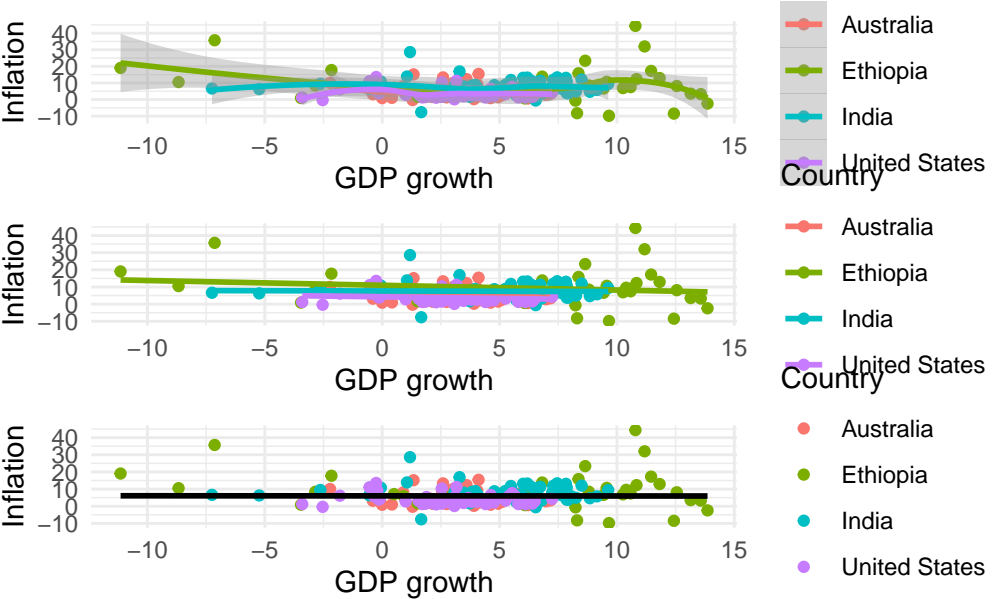 Inflation
40
30
20
10
0
−10
−10
−5
0
5
10
15
GDP growth
Australia
Ethiopia
India
United States
Country
Inflation
40
30
20
10
0
−10
−10
−5
0
5
10
15
GDP growth
Australia
Ethiopia
India
United States
Country
Inflation
40
30
20
10
0
−10
−10
−5
0
5
10
15
GDP growth
Australia
Ethiopia
India
United States